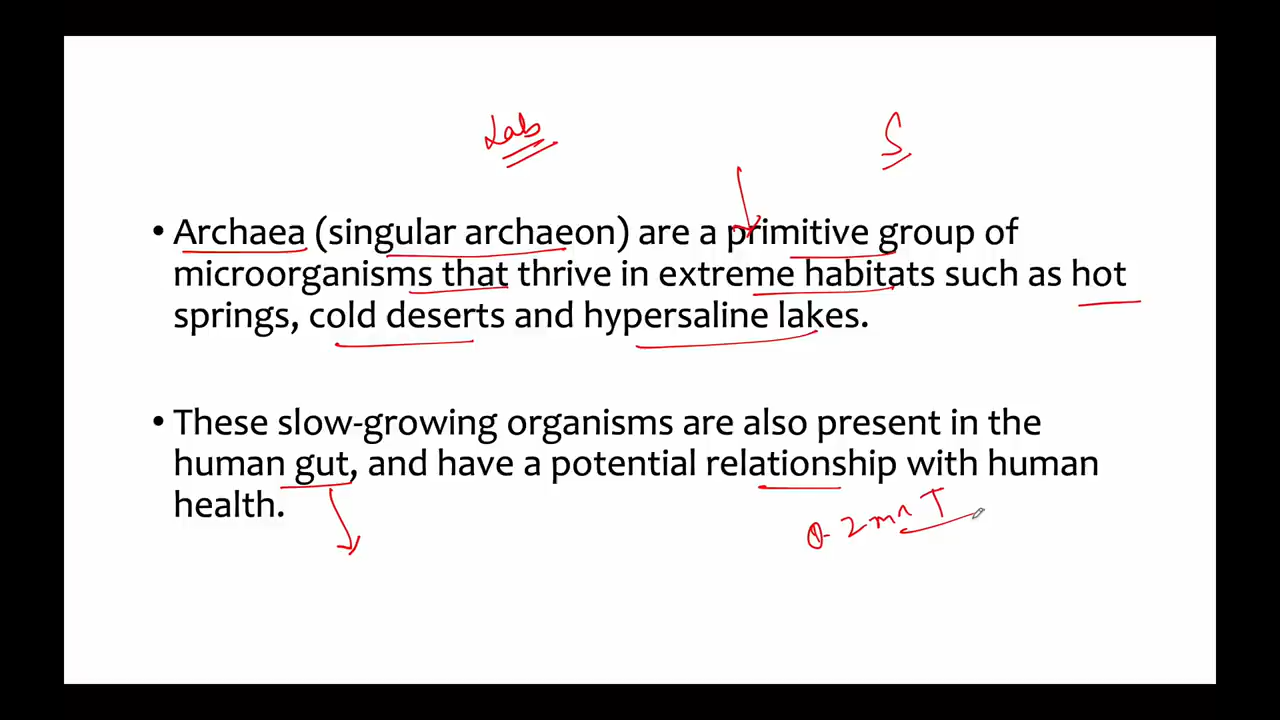 Lab
S
• Archaea (singular archaeon) are a primitive group of
microorganisms that thrive in extreme habitats such as hot
springs, cold deserts and hypersaline lakes.
• These slow-growing organisms are also present in the
human gut, and have a potential relationship with human
health.